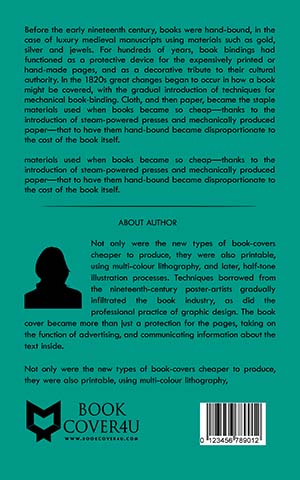 Before the early nineteenth century, books were hand-bound, in the
case of luxury medieval manuscripts using materials such as gold,
silver and jewels. For hundreds of years, book bindings had
functioned as a protective device for the expensively printed or
hand-made pages, and as a decorative tribute to their cultural
authority. In the 1820s great changes began to occur in how a book
might be covered, with the gradual introduction of techniques for
mechanical book-binding. Cloth, and then paper, became the staple
materials used when books became so cheap—thanks to the
introduction of steam-powered presses and mechanically produced
paper—that to have them hand-bound became disproportionate to
the cost of the book itself.
materials used when books became so cheap—thanks to the
introduction of steam-powered presses and mechanically produced
paper—that to have them hand-bound became disproportionate to
the cost of the book itself.
ABOUT AUTHOR
Not only were the new types of book-covers
cheaper to produce, they were also printable,
using multi-colour lithography, and later, half-tone
illustration processes. Techniques borrowed from
the nineteenth-century poster-artists gradually
infiltrated the book industry, as did the
professional practice of graphic design. The book
cover became more than just a protection for the pages, taking on
the function of advertising, and communicating information about the
text inside.
Not only were the new types of book-covers cheaper to produce,
they were also printable, using multi-colour lithography,
BOOK
COVER4U
WWW.BOOKCOVER4U.COM
0 123456 789012